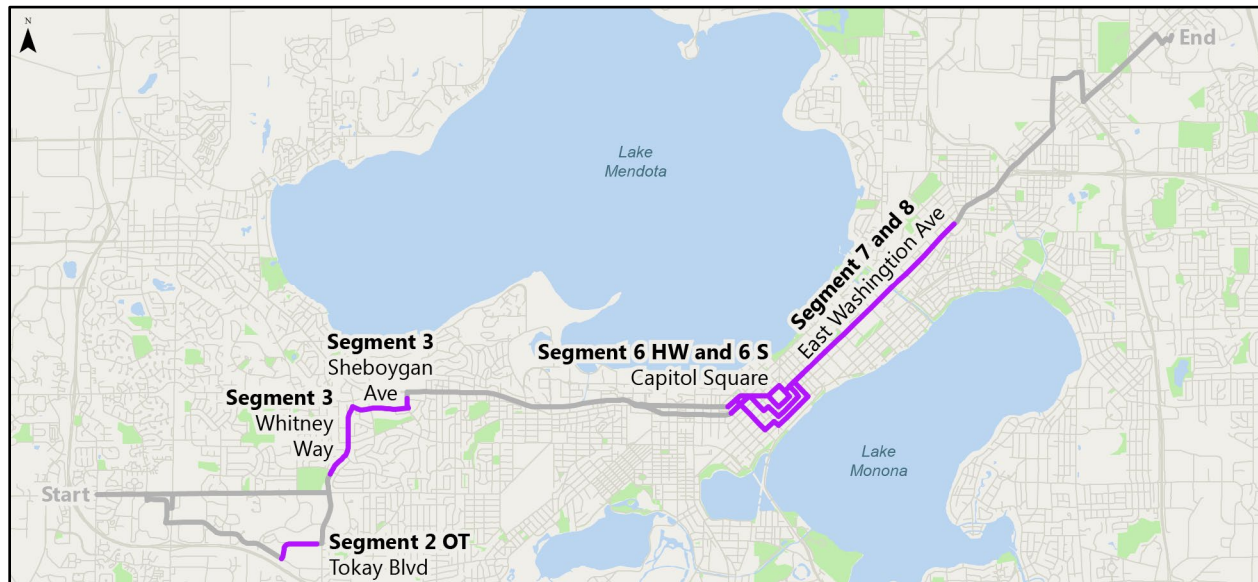 N
End
Lake
Mendota
Segment 7 and 8
East Washingtion Ave
Segment 3
Sheboygan
Ave
Segment 6 HW and 6 S
Capitol Square
Segment 3
Whitney
Way
Lake
Monona
Start
Segment 2 OT
Tokay Blvd